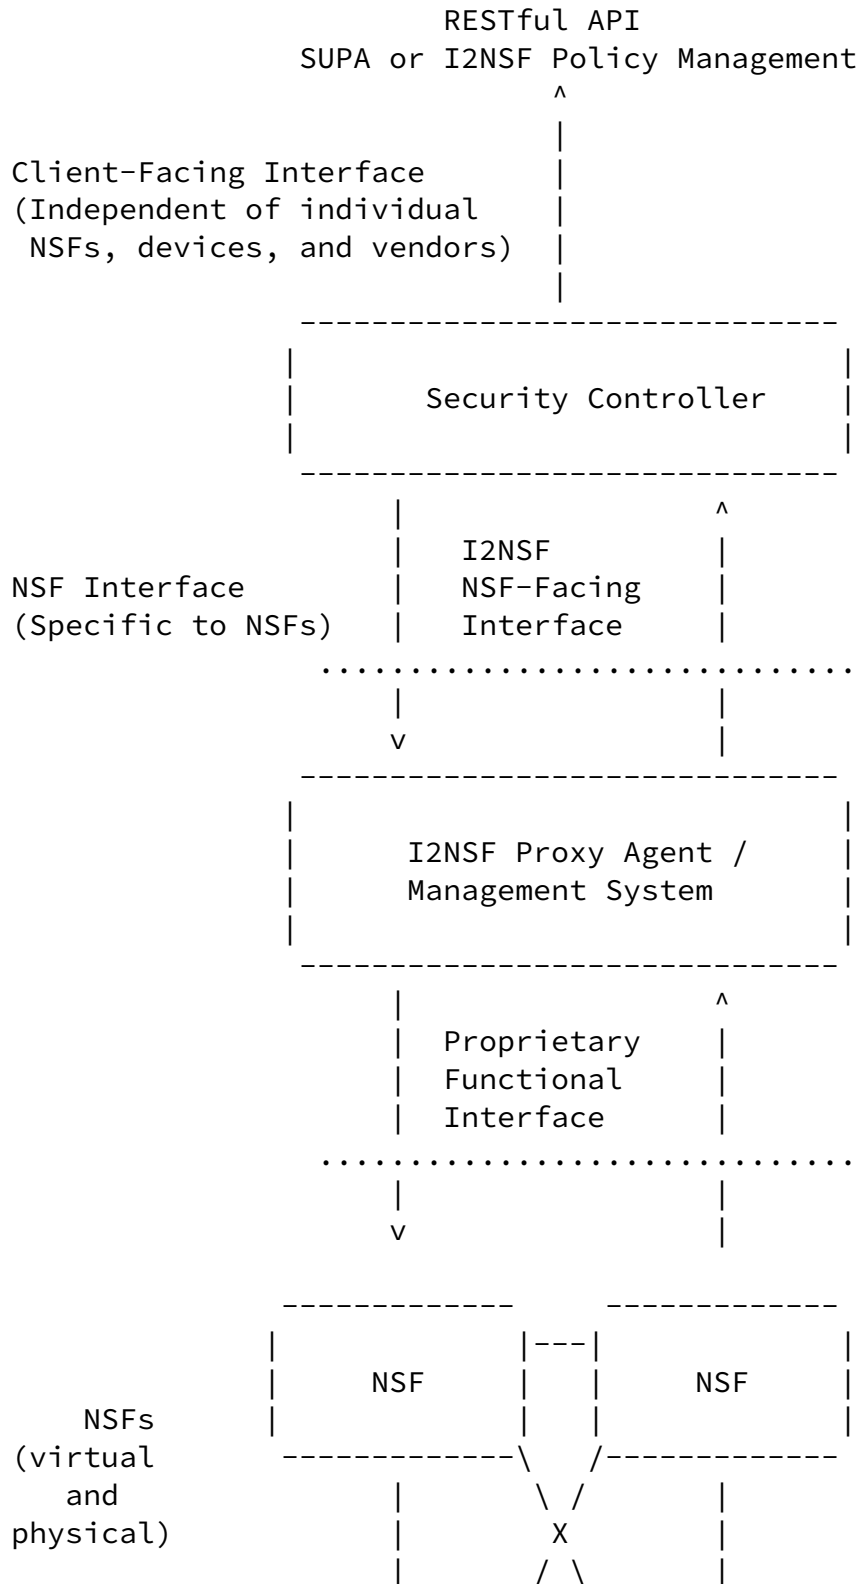 RESTful API
SUPA or I2NSF Policy Management
^
|
Client-Facing Interface |
(Independent of individual |
NSFs, devices, and vendors) |
|
------------------------------
| |
| Security Controller |
| |
------------------------------
| ^
| I2NSF |
NSF Interface | NSF-Facing |
(Specific to NSFs) | Interface |
..............................
| |
v |
------------------------------
| |
| I2NSF Proxy Agent / |
| Management System |
| |
------------------------------
| ^
| Proprietary |
| Functional |
| Interface |
..............................
| |
v |
------------- -------------
| |---| |
| NSF | | NSF |
NSFs | | | |
(virtual -------------\ /-------------
and | \ / |
physical) | X |
| / \ |